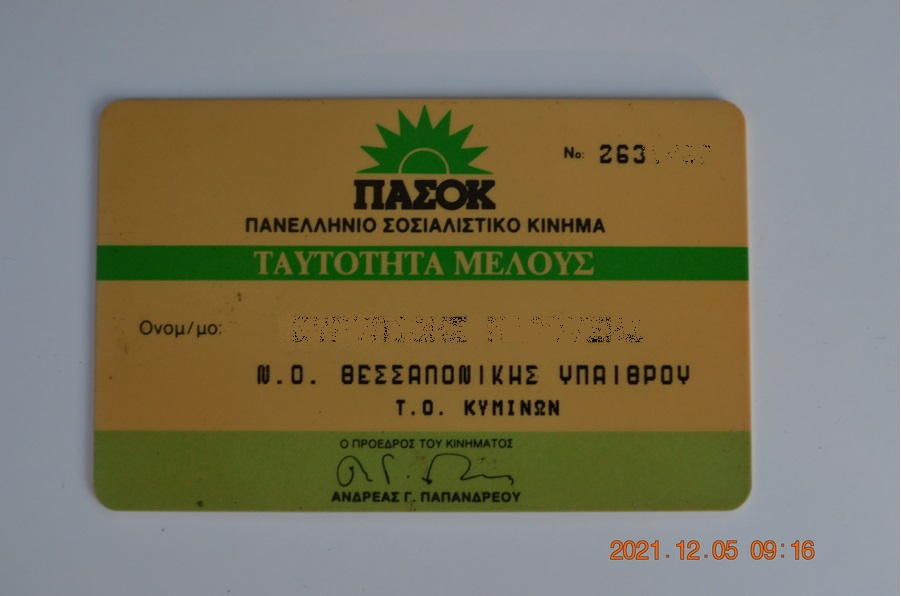 ΠΑΣΟΚ
Νο: 263
ΠΑΝΕΛΛΗΝΙΟ ΣΟΣΙΑΛΙΣΤΙΚΟ ΚΙΝΗΜΑ
ΤΑΥΤΟΤΗΤΑ ΜΕΛΟΥΣ
Ονομ/μο:
Ν.Ο. ΘΕΣΣΑΛΟΝΙΚΗΣ ΥΠΑΙΘΡΟΥ
Τ.Ο. ΚΥΜΙΝΩΝ
Ο ΠΡΟΕΔΡΟΣ ΤΟΥ ΚΙΝΗΜΑΤΟΣ
ΑΝΔΡΕΑΣ Γ. ΠΑΠΑΝΔΡΕΟΥ
2021.12.05 09:16